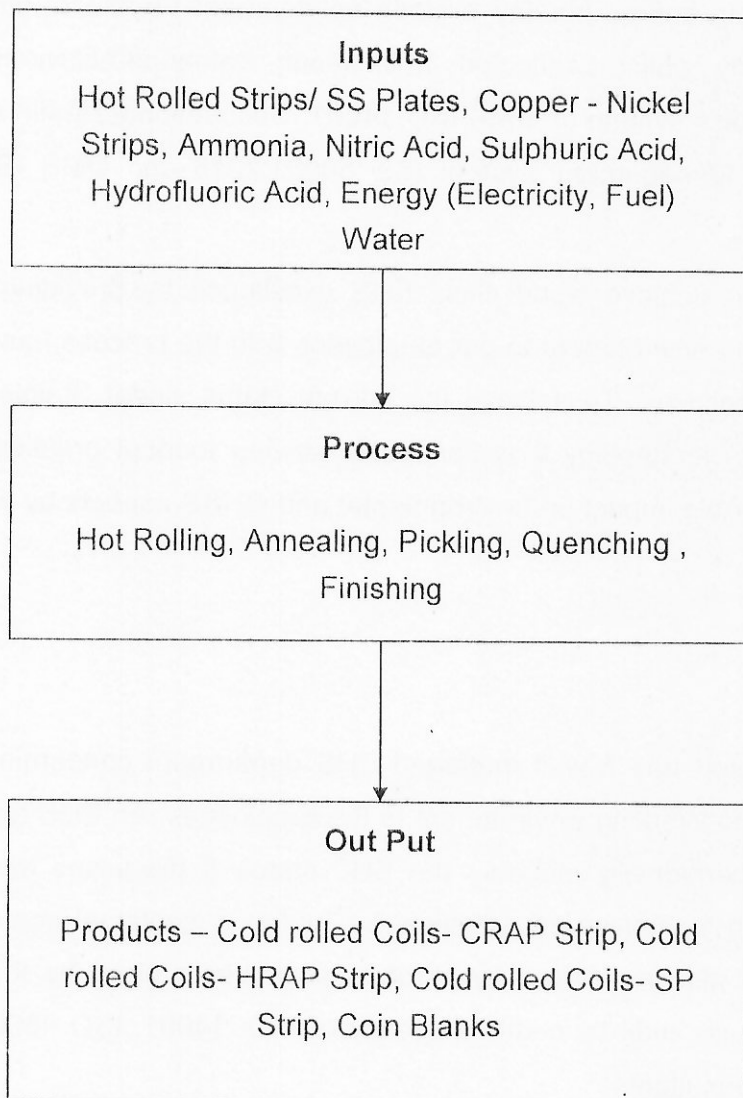 Inputs
Hot Rolled Strips/ SS Plates, Copper - Nickel
Strips, Ammonia, Nitric Acid, Sulphuric Acid,
Hydrofluoric Acid, Energy (Electricity, Fuel)
Water
Process
Hot Rolling, Annealing, Pickling, Quenching ,
Finishing
Out Put
Products – Cold rolled Coils- CRAP Strip, Cold
rolled Coils- HRAP Strip, Cold rolled Coils- SP
Strip, Coin Blanks